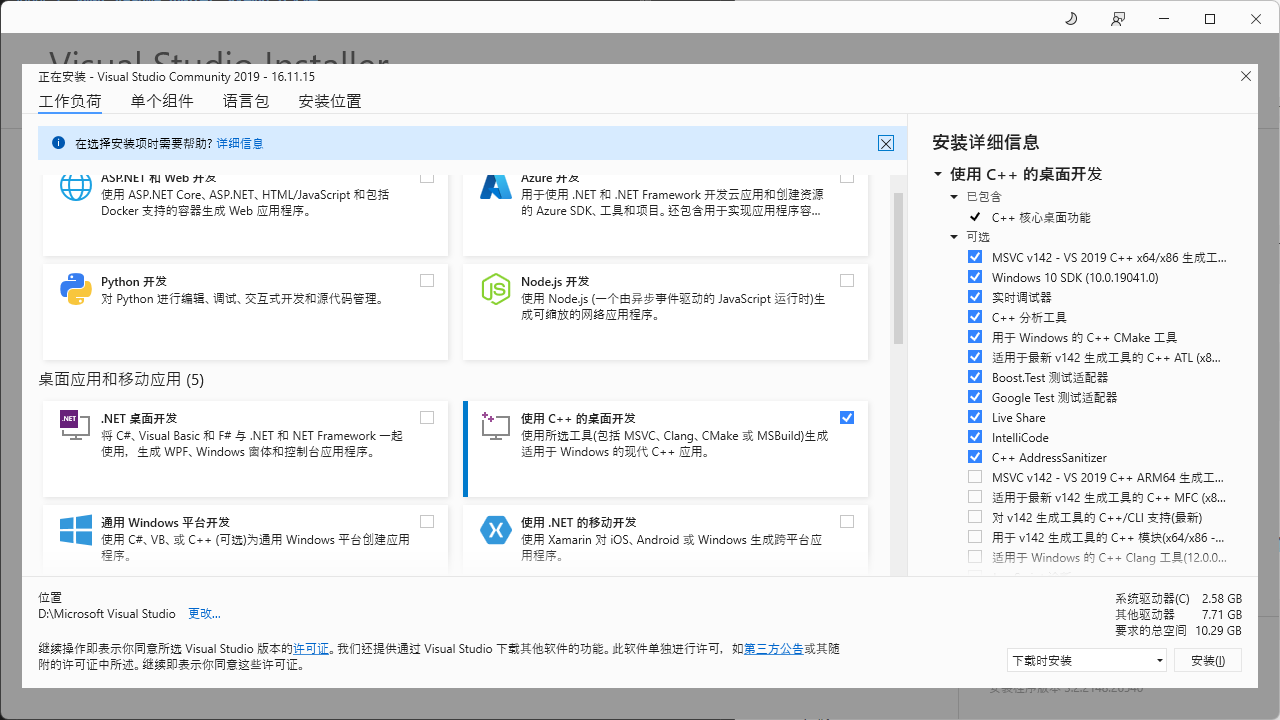 Visual Studio Installer
正在安装 - Visual Studio Community 2019 - 16.11.15
工作负荷 单个组件 语言包 安装位置
在选择安装项时需要帮助? 详细信息
ASP.NET 和 Web 开发
使用 ASP.NET Core、ASP.NET、HTML/JavaScript 和包括
Docker 支持的容器生成 Web 应用程序。
Azure 开发
用于使用 .NET 和 .NET Framework 开发云应用和创建资源
的 Azure SDK、工具和项目。还包含用于实现应用程序容...
Python 开发
对 Python 进行编辑、调试、交互式开发和源代码管理。
Node.js 开发
使用 Node.js (一个由异步事件驱动的 JavaScript 运行时)生
成可缩放的网络应用程序。
桌面应用和移动应用 (5)
.NET 桌面开发
将 C#、Visual Basic 和 F# 与 .NET 和 NET Framework 一起
使用，生成 WPF、Windows 窗体和控制台应用程序。
使用 C++ 的桌面开发
使用所选工具(包括 MSVC、Clang、CMake 或 MSBuild)生成
适用于 Windows 的现代 C++ 应用。
通用 Windows 平台开发
使用 C#、VB、或 C++ (可选)为通用 Windows 平台创建应用
程序。
使用 .NET 的移动开发
使用 Xamarin 对 iOS、Android 或 Windows 生成跨平台应
用程序。
安装详细信息
使用 C++ 的桌面开发
已包含
C++ 核心桌面功能
可选
MSVC v142 - VS 2019 C++ x64/x86 生成工...
Windows 10 SDK (10.0.19041.0)
实时调试器
C++ 分析工具
用于 Windows 的 C++ CMake 工具
适用于最新 v142 生成工具的 C++ ATL (x8...
Boost.Test 测试适配器
Google Test 测试适配器
Live Share
IntelliCode
C++ AddressSanitizer
MSVC v142 - VS 2019 C++ ARM64 生成工...
适用于最新 v142 生成工具的 C++ MFC (x8...
对 v142 生成工具的 C++/CLI 支持(最新)
用于 v142 生成工具的 C++ 模块(x64/x86 -...
适用于 Windows 的 C++ Clang 工具(12.0.0...
位置
D:\Microsoft Visual Studio 更改...
继续操作即表示你同意所选 Visual Studio 版本的许可证。我们还提供通过 Visual Studio 下载其他软件的功能。此软件单独进行许可，如第三方公告或其随
附的许可证中所述。继续即表示你同意这些许可证。
系统驱动器(C) 2.58 GB
其他驱动器 7.71 GB
要求的总空间 10.29 GB
下载时安装
安装(I)